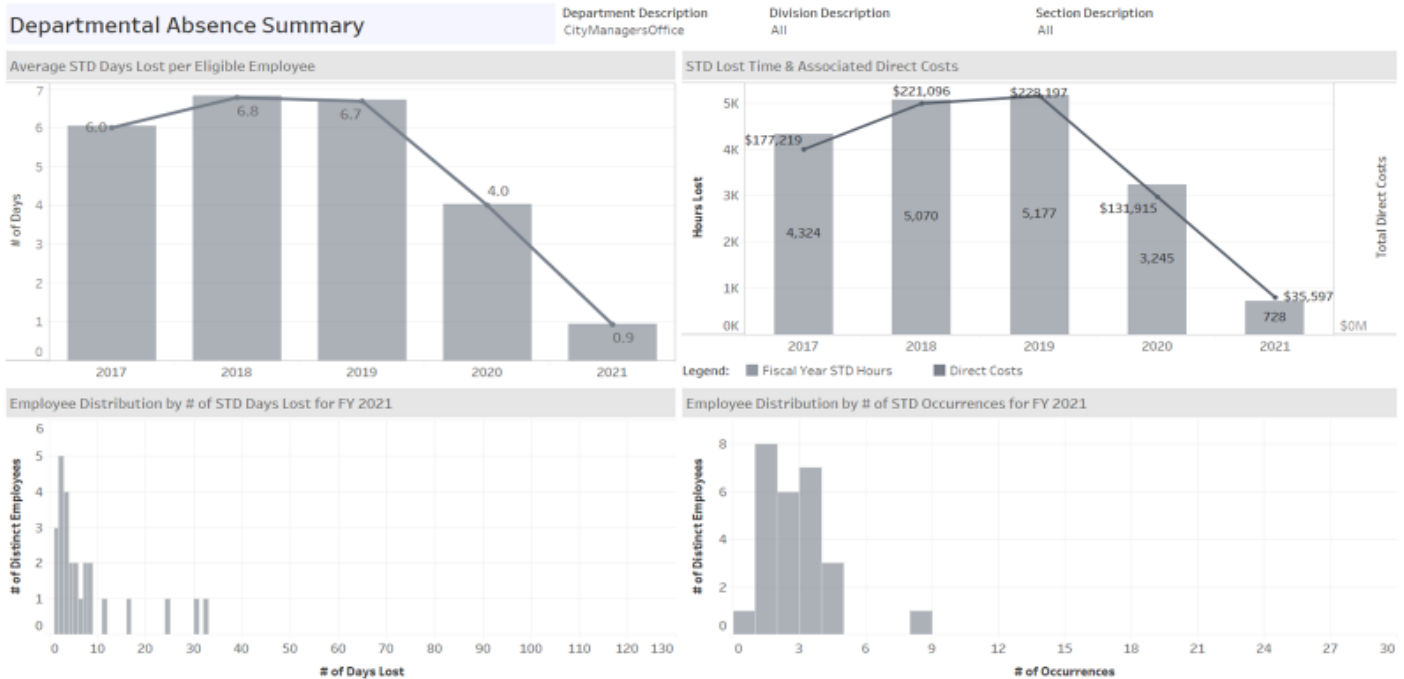 Departmental Absence Summary
Department Description
CityManagersOffice
Division Description
All
Section Description
All
Average STD Days Lost per Eligible Employee
# of Days
7
6
5
4
3
2
1
0
6.0
6.8
6.7
4.0
0.9
2017 2018 2019 2020 2021
STD Lost Time & Associated Direct Costs
Hours Lost
5K
4K
3K
2K
1K
0K
$177,219
$221,096
$228,197
$131,915
$35,597
4,324
5,070
5,177
3,245
728
$0M
Total Direct Costs
2017 2018 2019 2020 2021
Legend: Fiscal Year STD Hours Direct Costs
Employee Distribution by # of STD Days Lost for FY 2021
# of Distinct Employees
6
5
4
3
2
1
0
0 10 20 30 40 50 60 70 80 90 100 110 120 130
# of Days Lost
Employee Distribution by # of STD Occurrences for FY 2021
# of Distinct Employees
8
6
4
2
0
0 3 6 9 12 15 18 21 24 27 30
# of Occurrences